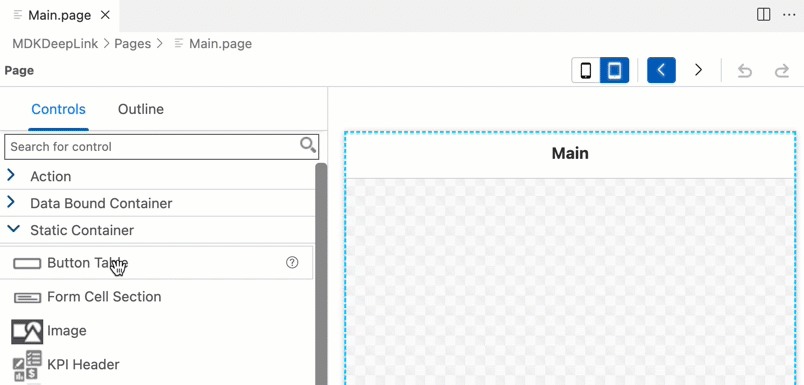 Main.page
MDKDeepLink > Pages > Main.page
Page
Controls Outline
Search for control
Main
Action
Data Bound Container
Static Container
Button Table
Form Cell Section
Image
KPI Header